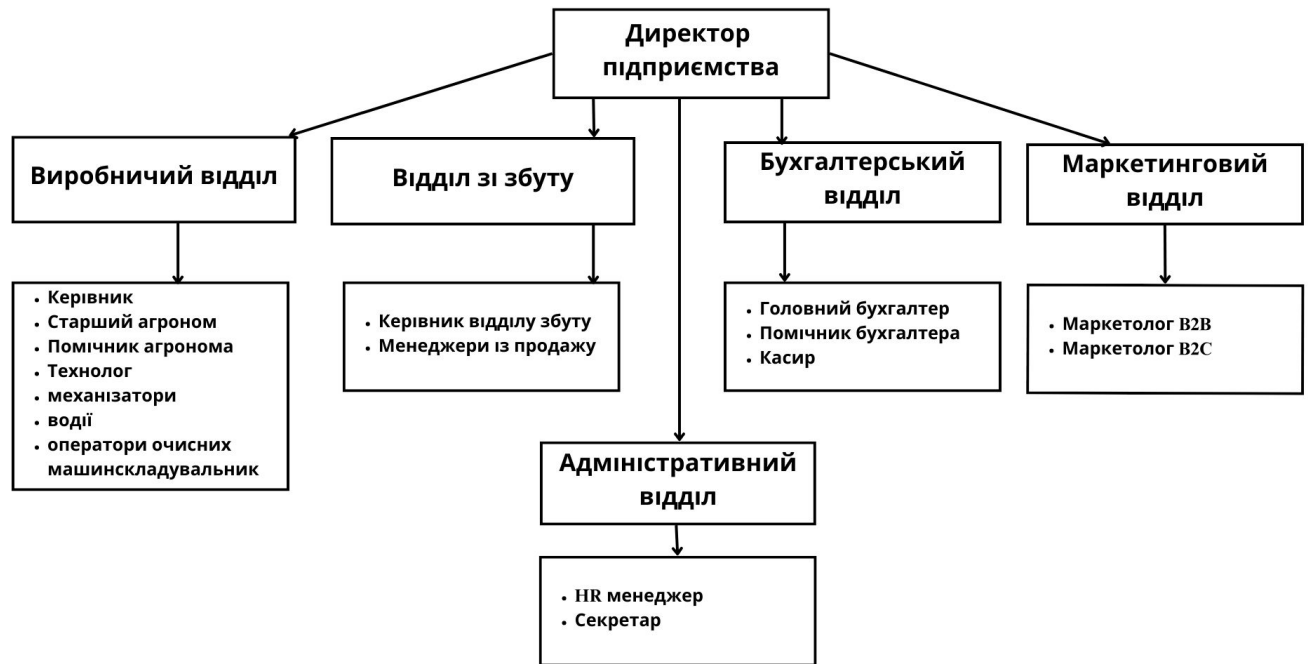 Директор
підприємства
Виробничий відділ
Відділ зі збуту
Бухгалтерський
відділ
Маркетинговий
відділ
• Керівник
• Старший агроном
• Помічник агронома
• Технолог
• механізатори
• водії
• оператори очисних
машинскладувальник
• Керівник відділу збуту
• Менеджери із продажу
• Головний бухгалтер
• Помічник бухгалтера
• Касир
• Маркетолог B2B
• Маркетолог B2C
Адміністративний
відділ
• HR менеджер
• Секретар